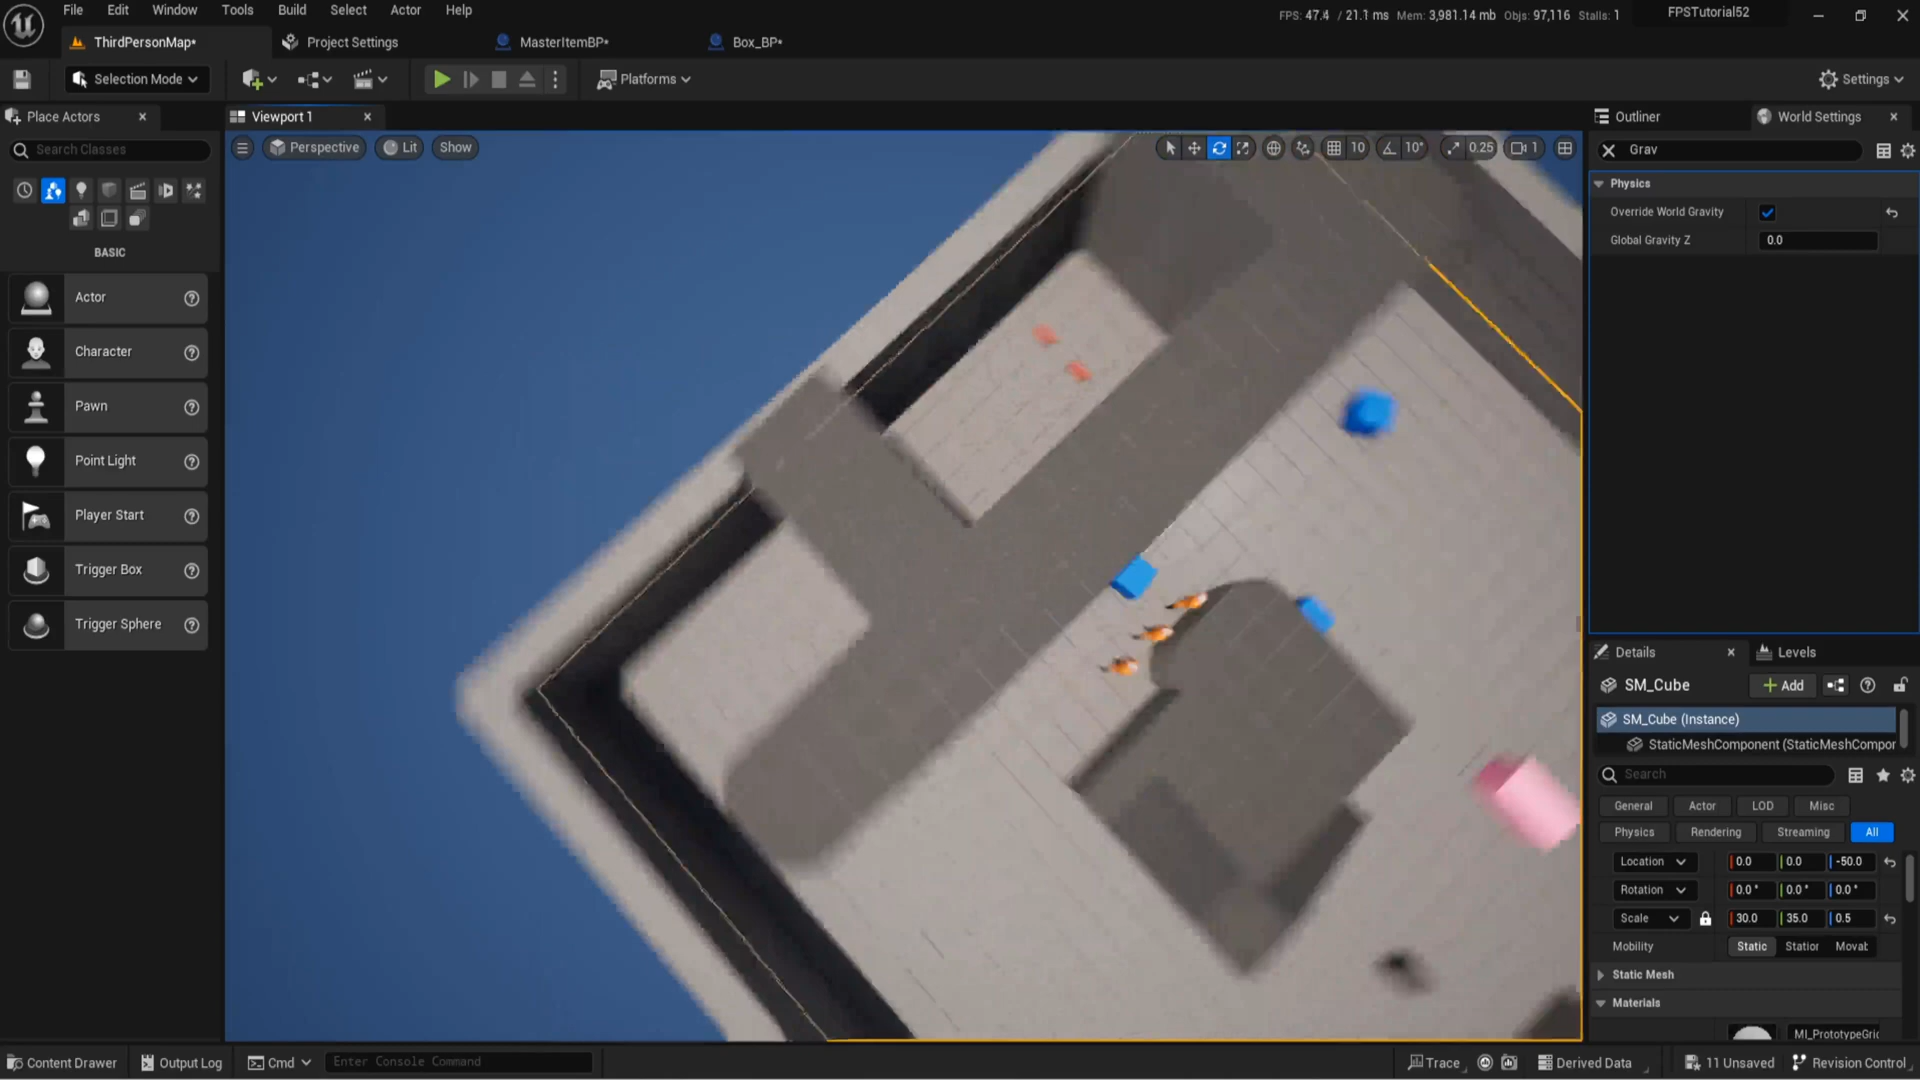 File Edit Window Tools Build Select Actor Help
FPS: 47.4 / 21.1 ms Mem: 3,981.14 mb Objs: 97,116 Stalls: 1
FPSTutorial52
ThirdPersonMap*
Project Settings
MasterItemBP*
Box_BP*
Selection Mode
Platforms
Settings
Place Actors
Viewport 1
Outliner
World Settings
Search Classes
Perspective
Lit
Show
10
10°
0.25
1
Grav
Physics
Override World Gravity
Global Gravity Z
0.0
BASIC
Actor
Character
Pawn
Point Light
Player Start
Trigger Box
Trigger Sphere
Details
Levels
SM_Cube
Add
SM_Cube (Instance)
StaticMeshComponent (StaticMeshCompor
Search
General Actor LOD Misc
Physics Rendering Streaming All
Location 0.0 0.0 -50.0
Rotation 0.0° 0.0° 0.0°
Scale 30.0 35.0 0.5
Mobility Static Station Movab
Static Mesh
Materials
MI_PrototypeGric
Content Drawer
Output Log
Cmd
Enter Console Command
Trace
Derived Data
11 Unsaved
Revision Control